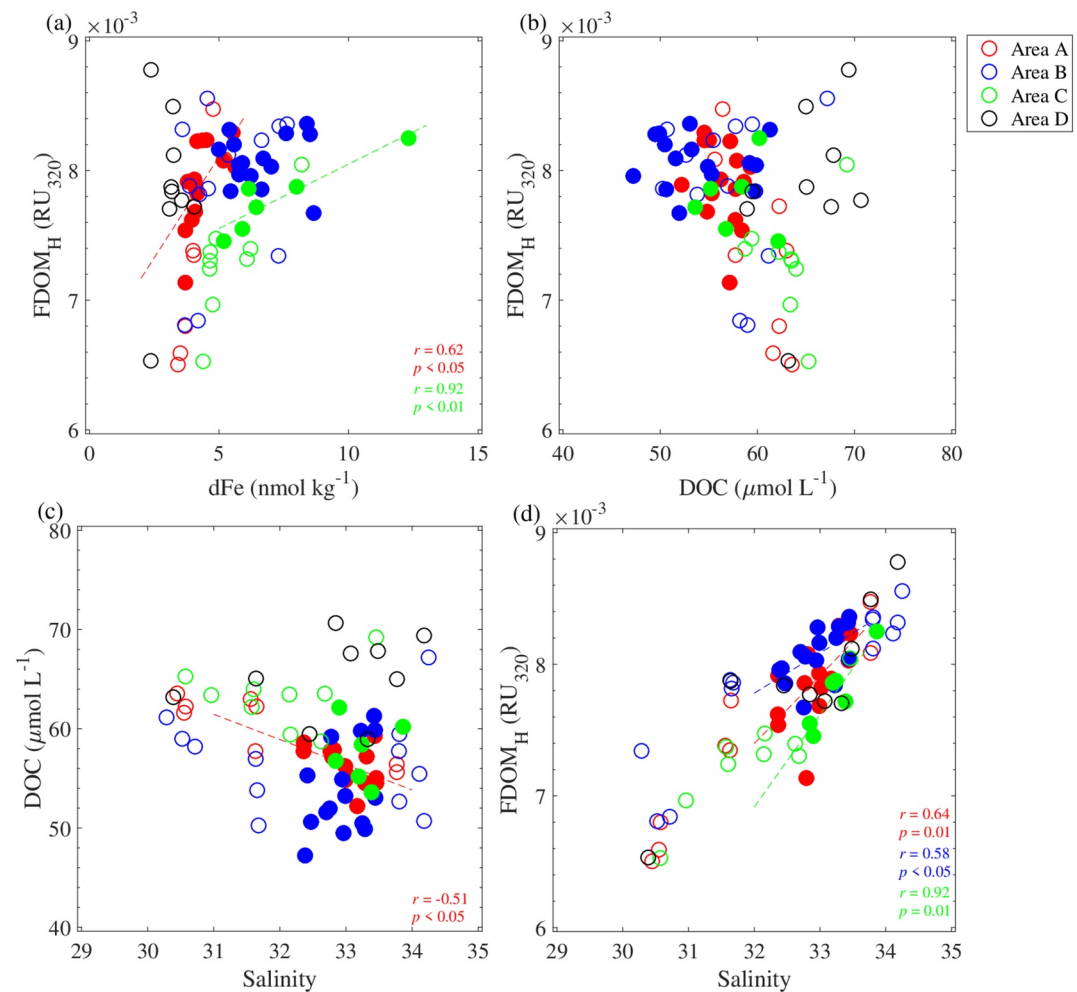 (a)
×10⁻³
9
8
7
6
FDOM_H (RU_320)
0 5 10 15
dFe (nmol kg⁻¹)
r = 0.62
p < 0.05
r = 0.92
p < 0.01
(b)
9
8
7
6
FDOM_H (RU_320)
40 50 60 70 80
DOC (μmol L⁻¹)
Area A
Area B
Area C
Area D
(c)
80
70
60
50
40
DOC (μmol L⁻¹)
29 30 31 32 33 34 35
Salinity
r = -0.51
p < 0.05
(d)
×10⁻³
9
8
7
6
FDOM_H (RU_320)
29 30 31 32 33 34 35
Salinity
r = 0.64
p = 0.01
r = 0.58
p < 0.05
r = 0.92
p = 0.01